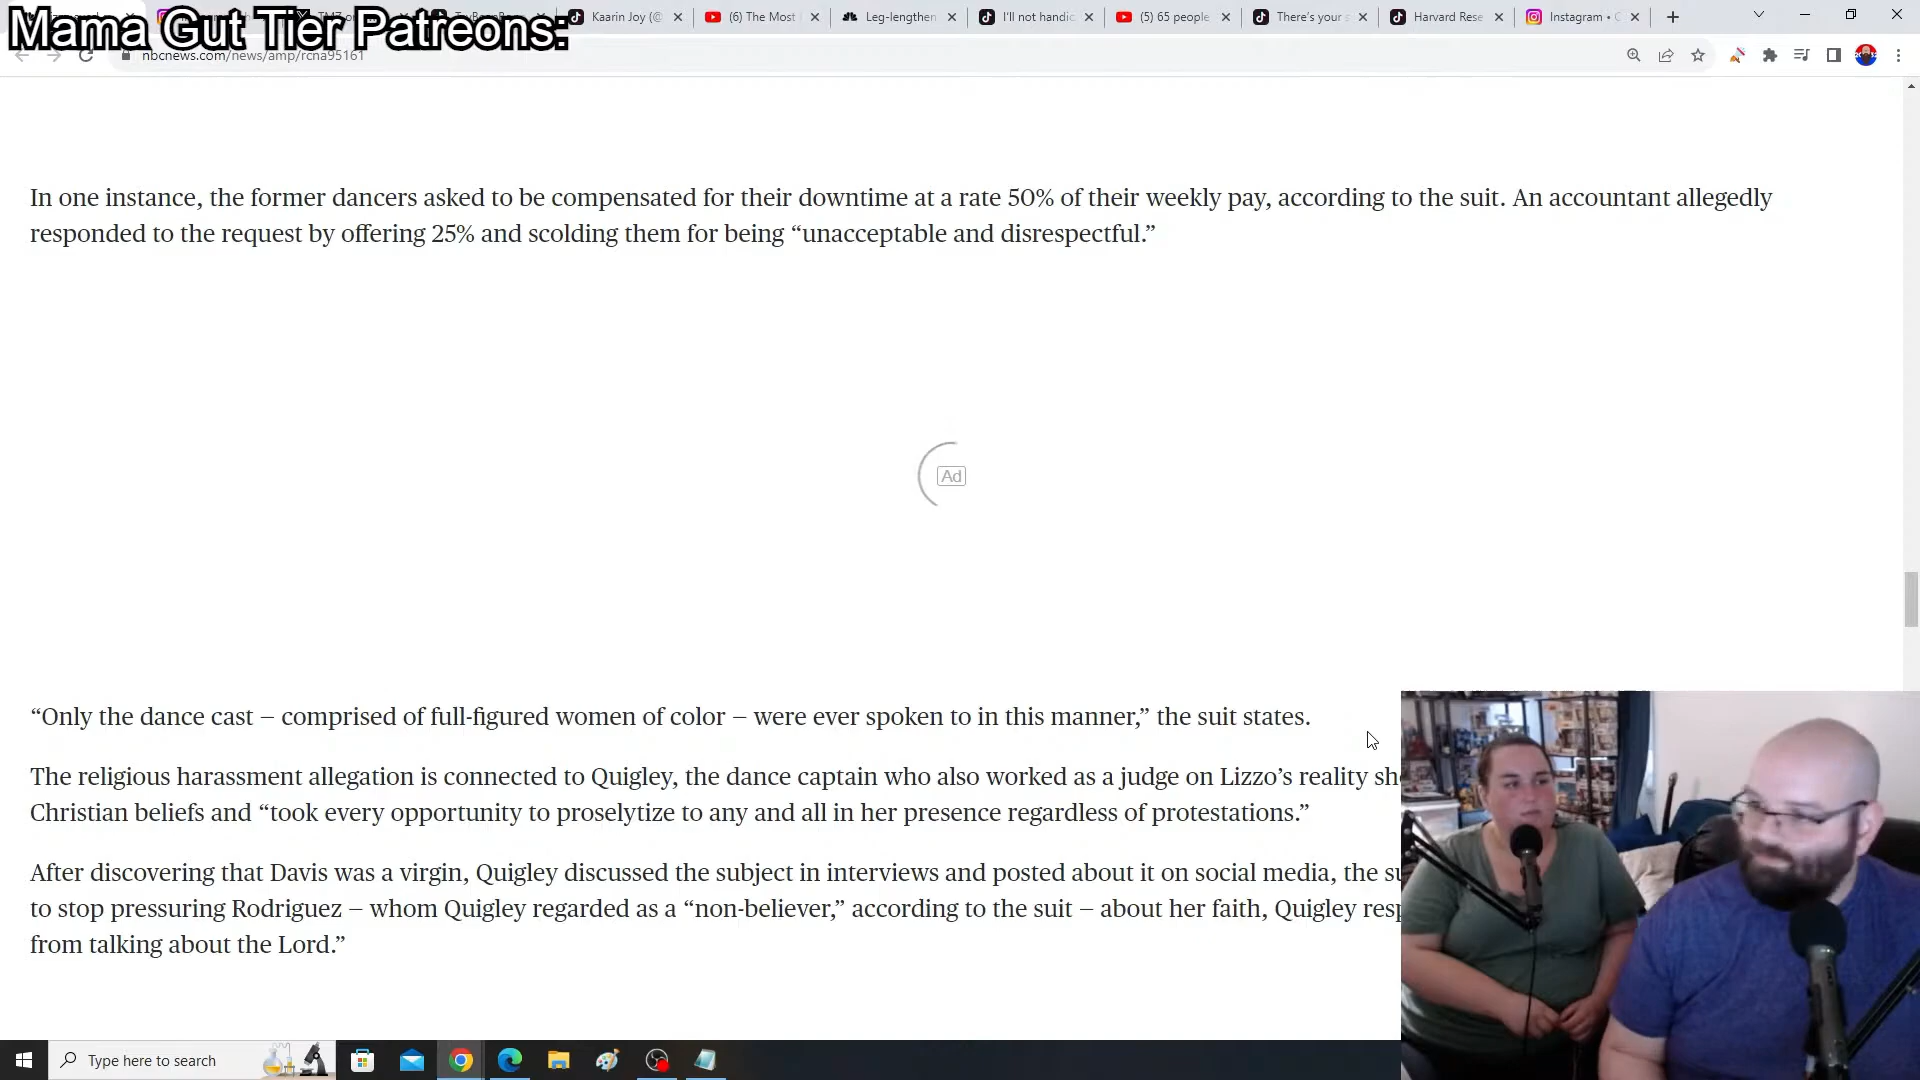 Mama Gut Tier Patreons:
Kaarin Joy (@
(6) The Most
Leg-lengthen
I'll not handic
(5) 65 people
There's your s
Harvard Rese
Instagram • C
nbcnews.com/news/amp/rcna95161
In one instance, the former dancers asked to be compensated for their downtime at a rate 50% of their weekly pay, according to the suit. An accountant allegedly
responded to the request by offering 25% and scolding them for being “unacceptable and disrespectful.”
Ad
“Only the dance cast – comprised of full-figured women of color – were ever spoken to in this manner,” the suit states.
The religious harassment allegation is connected to Quigley, the dance captain who also worked as a judge on Lizzo’s reality sh
Christian beliefs and “took every opportunity to proselytize to any and all in her presence regardless of protestations.”
After discovering that Davis was a virgin, Quigley discussed the subject in interviews and posted about it on social media, the su
to stop pressuring Rodriguez – whom Quigley regarded as a “non-believer,” according to the suit – about her faith, Quigley resp
from talking about the Lord.”
Type here to search